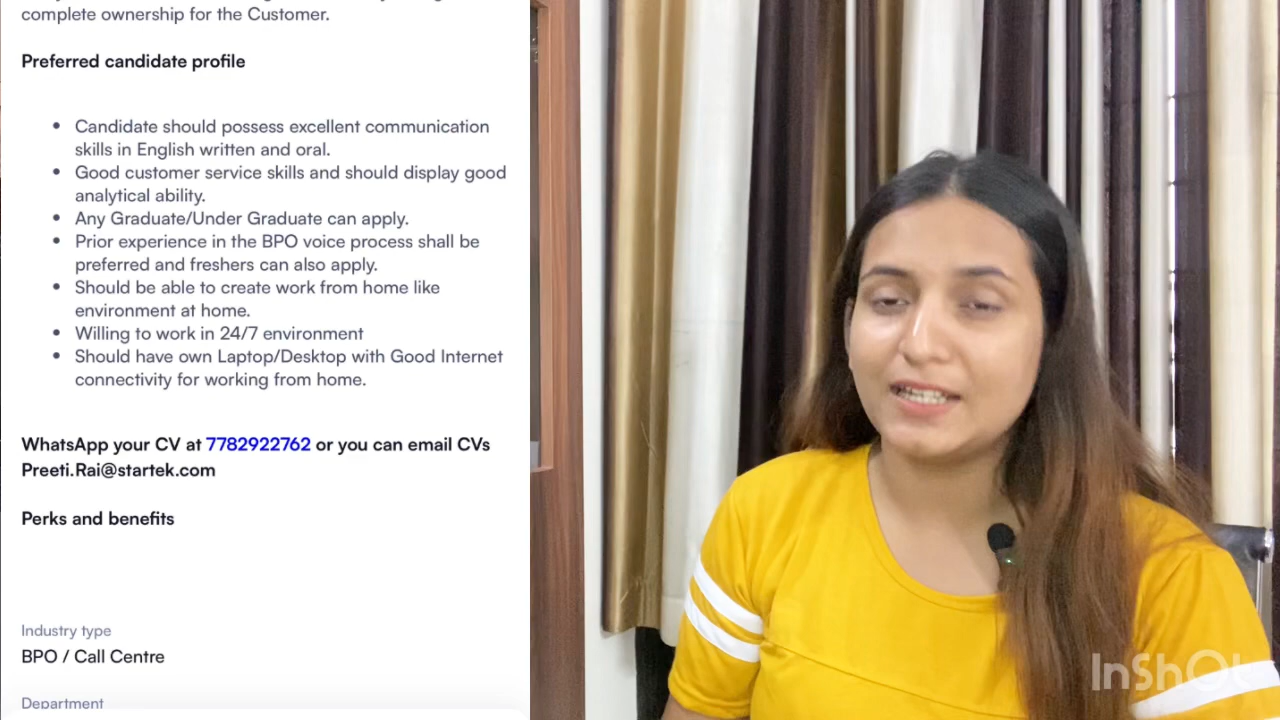 complete ownership for the Customer.
Preferred candidate profile
• Candidate should possess excellent communication
skills in English written and oral.
• Good customer service skills and should display good
analytical ability.
• Any Graduate/Under Graduate can apply.
• Prior experience in the BPO voice process shall be
preferred and freshers can also apply.
• Should be able to create work from home like
environment at home.
• Willing to work in 24/7 environment
• Should have own Laptop/Desktop with Good Internet
connectivity for working from home.
WhatsApp your CV at 7782922762 or you can email CVs
Preeti.Rai@startek.com
Perks and benefits
Industry type
BPO / Call Centre
Department
InShOt